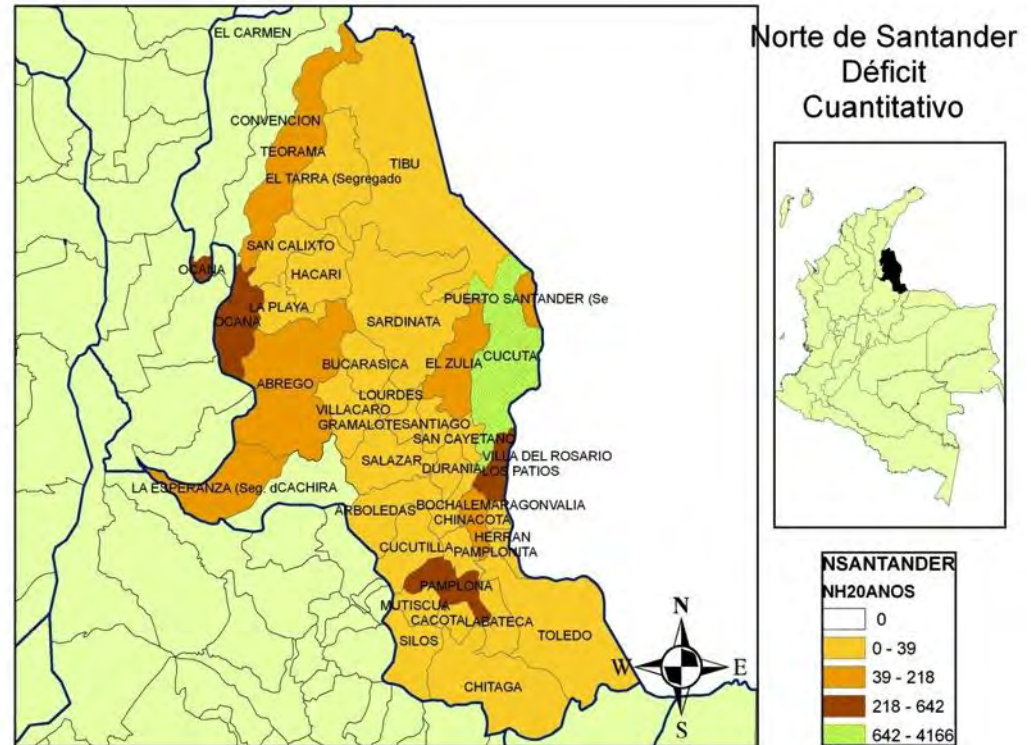 Norte de Santander
Déficit
Cuantitativo
EL CARMEN
CONVENCION
TEORAMA
TIBU
EL TARRA (Segregado
SAN CALIXTO
OCANA
HACARI
LA PLAYA
PUERTO SANTANDER (Se
OCANA
SARDINATA
CUCUTA
BUCARASICA
EL ZULIA
ABREGO
LOURDES
VILLACARO
GRAMALOTE
SANTIAGO
SAN CAYETANO
VILLA DEL ROSARIO
SALAZAR
DURANIA
LOS PATIOS
LA ESPERANZA (Seg. d
CACHIRA
ARBOLEDAS
BOCHALEMA
RAGONVALIA
CHINACOTA
HERRAN
CUCUTILLA
PAMPLONITA
PAMPLONA
MUTISCUA
CACOTA
LABATECA
SILOS
TOLEDO
CHITAGA
N
W
E
S
NSANTANDER
NH20ANOS
0
0 - 39
39 - 218
218 - 642
642 - 4166